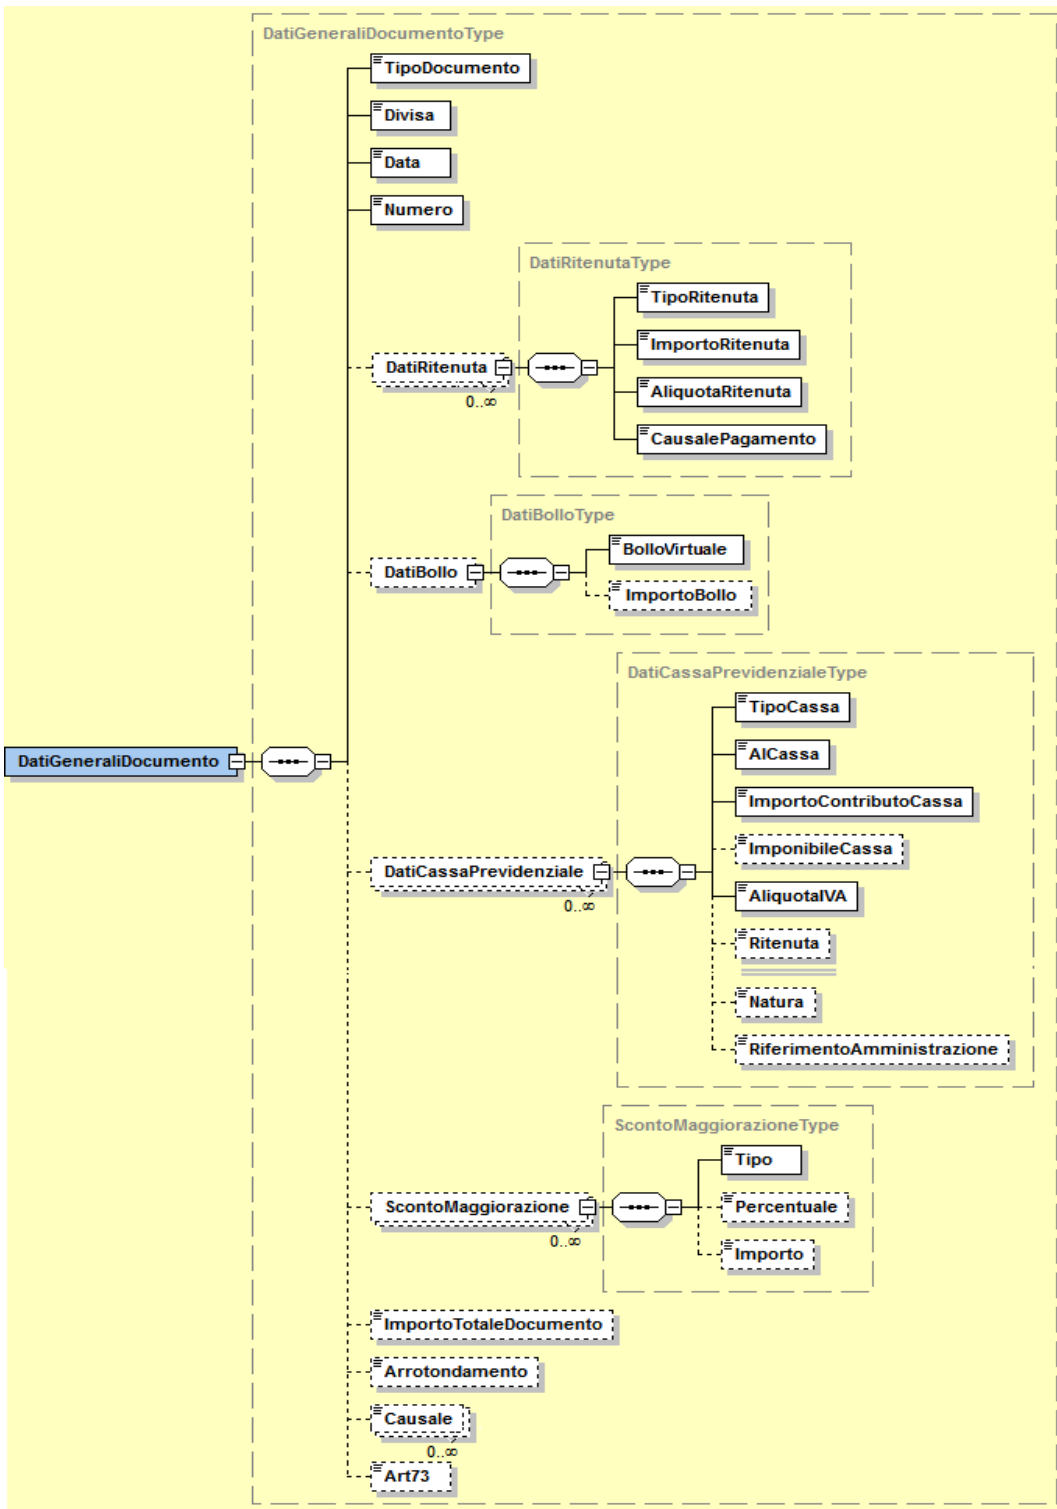 DatiGeneraliDocumentoType
TipoDocumento
Divisa
Data
Numero
DatiRitenutaType
TipoRitenuta
ImportoRitenuta
DatiRitenuta
AliquotaRitenuta
0..∞
CausalePagamento
DatiBolloType
BolloVirtuale
DatiBollo
ImportoBollo
DatiCassaPrevidenzialeType
TipoCassa
AlCassa
DatiGeneraliDocumento
ImportoContributoCassa
ImponibileCassa
DatiCassaPrevidenziale
AliquotaIVA
0..∞
Ritenuta
Natura
RiferimentoAmministrazione
ScontoMaggiorazioneType
Tipo
ScontoMaggiorazione
Percentuale
0..∞
Importo
ImportoTotaleDocumento
Arrotondamento
Causale
0..∞
Art73